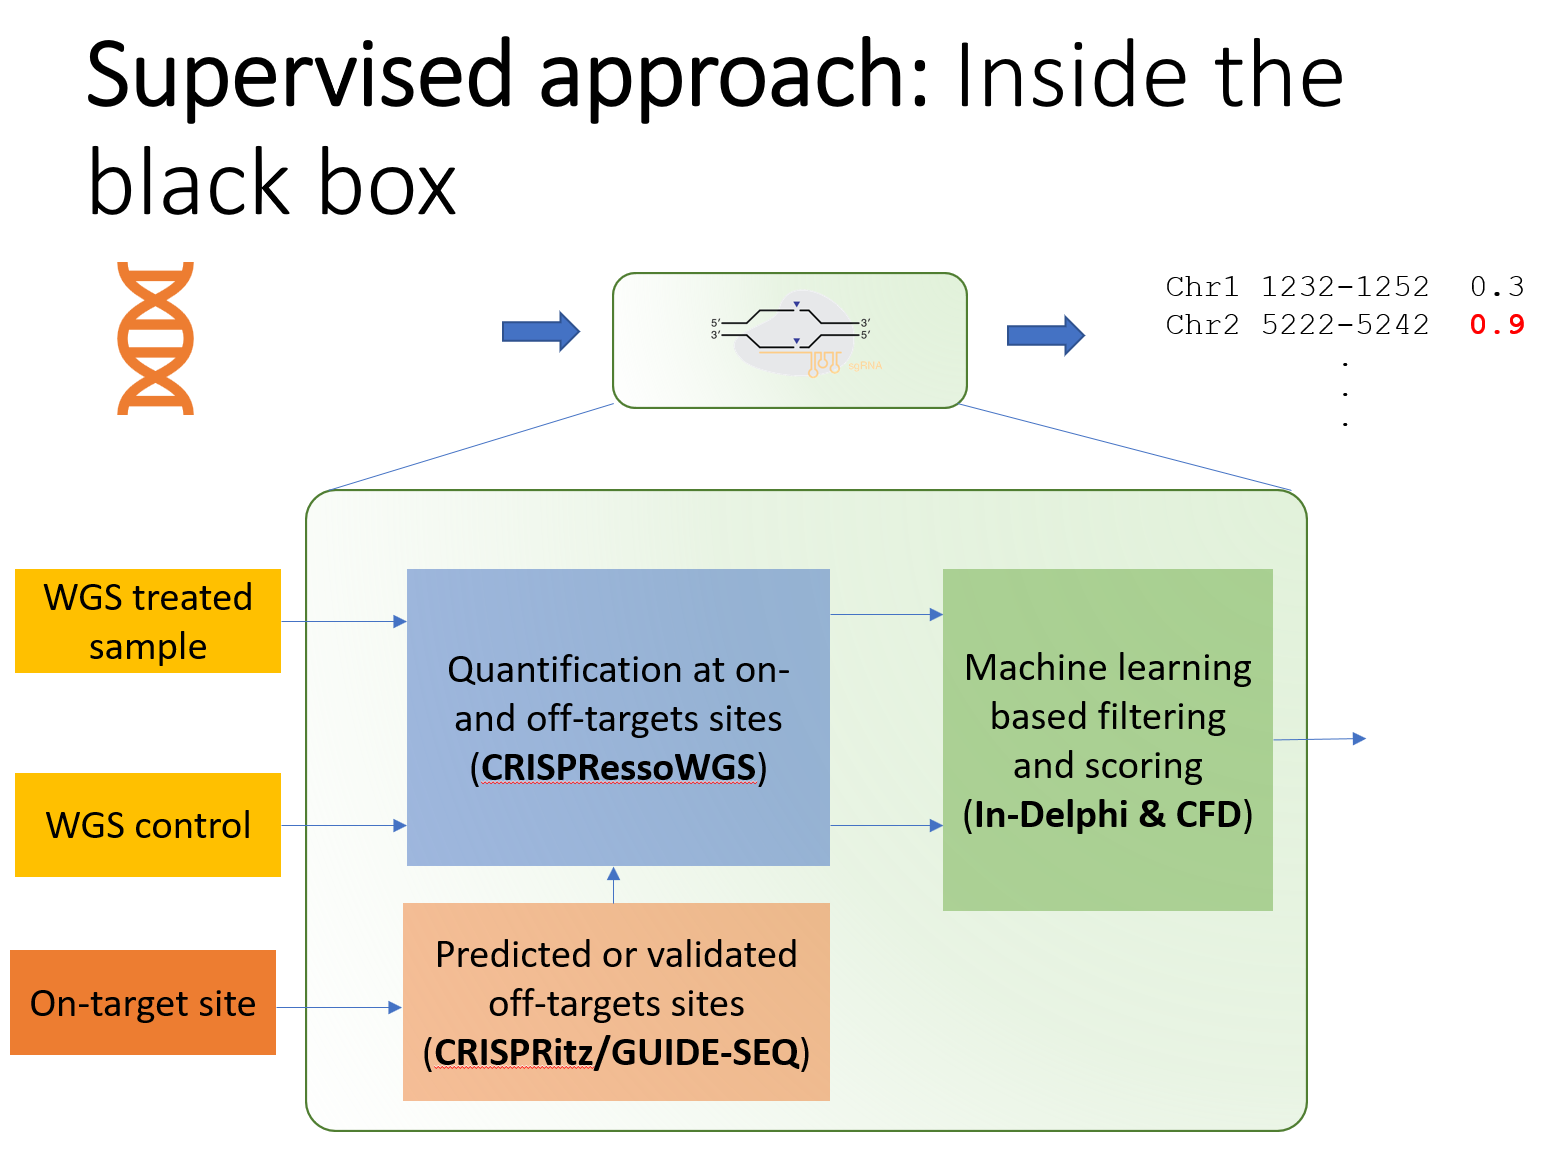 Supervised approach: Inside the
black box
5′ 3′
3′ 5′
sgRNA
Chr1 1232-1252 0.3
Chr2 5222-5242 0.9
.
.
.
WGS treated
sample
Quantification at on-
and off-targets sites
(CRISPRessoWGS)
Machine learning
based filtering
and scoring
(In-Delphi & CFD)
WGS control
On-target site
Predicted or validated
off-targets sites
(CRISPRitz/GUIDE-SEQ)